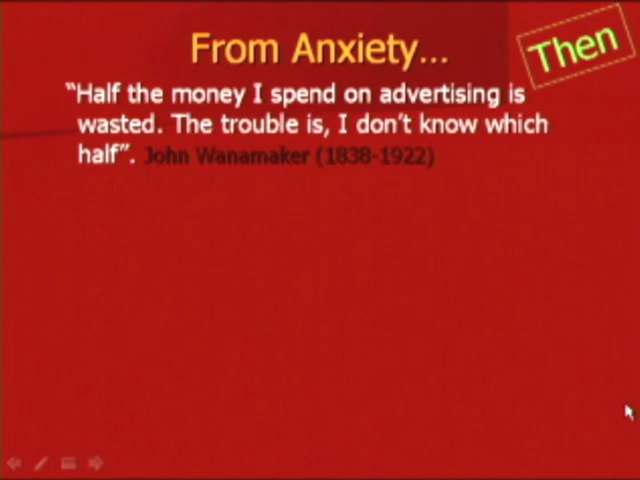 From Anxiety...
Then
"Half the money I spend on advertising is
wasted. The trouble is, I don't know which
half". John Wanamaker (1838-1922)